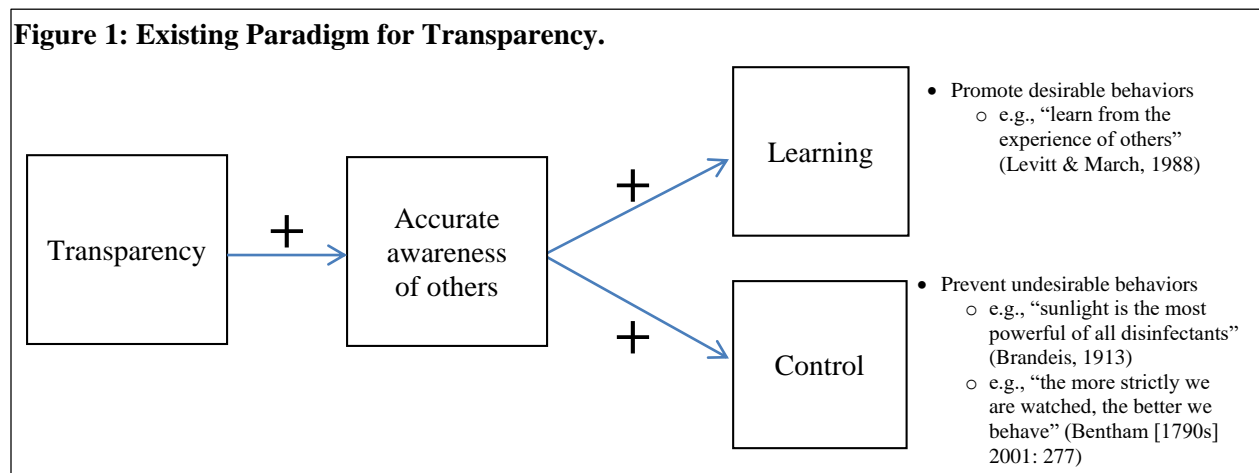 Figure 1: Existing Paradigm for Transparency.
Transparency
+
Accurate
awareness
of others
+
+
Learning
• Promote desirable behaviors
o e.g., “learn from the
experience of others”
(Levitt & March, 1988)
Control
• Prevent undesirable behaviors
o e.g., “sunlight is the most
powerful of all disinfectants”
(Brandeis, 1913)
o e.g., “the more strictly we
are watched, the better we
behave” (Bentham [1790s]
2001: 277)